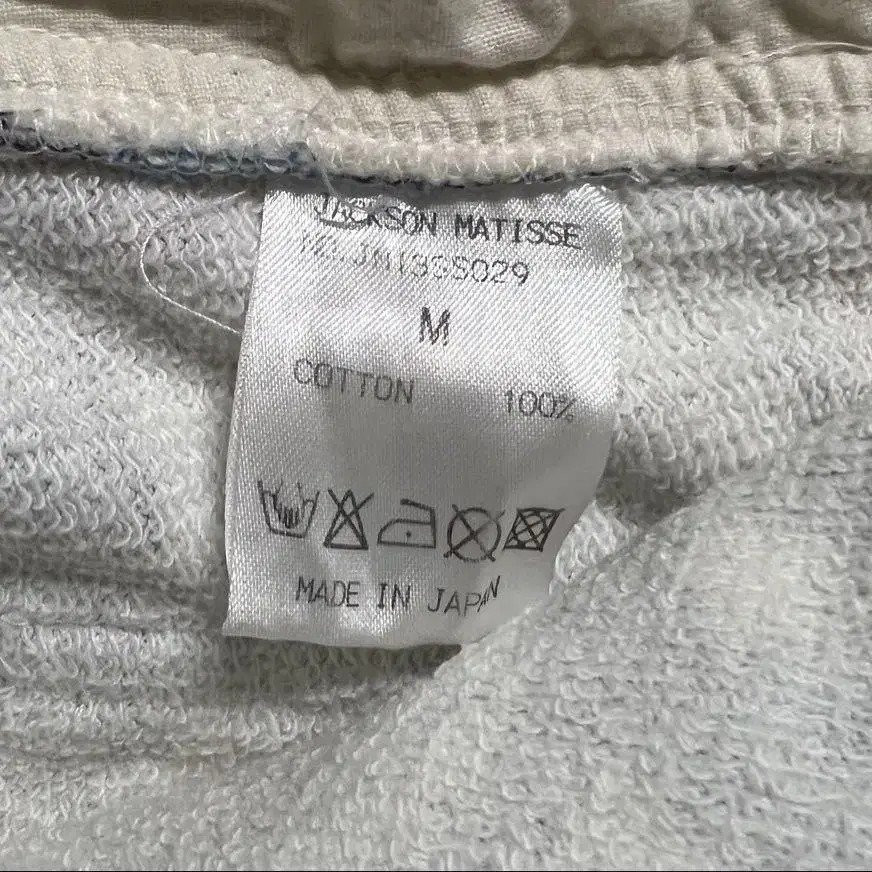 JACKSON MATISSE
M
COTTON 100%
MADE IN JAPAN